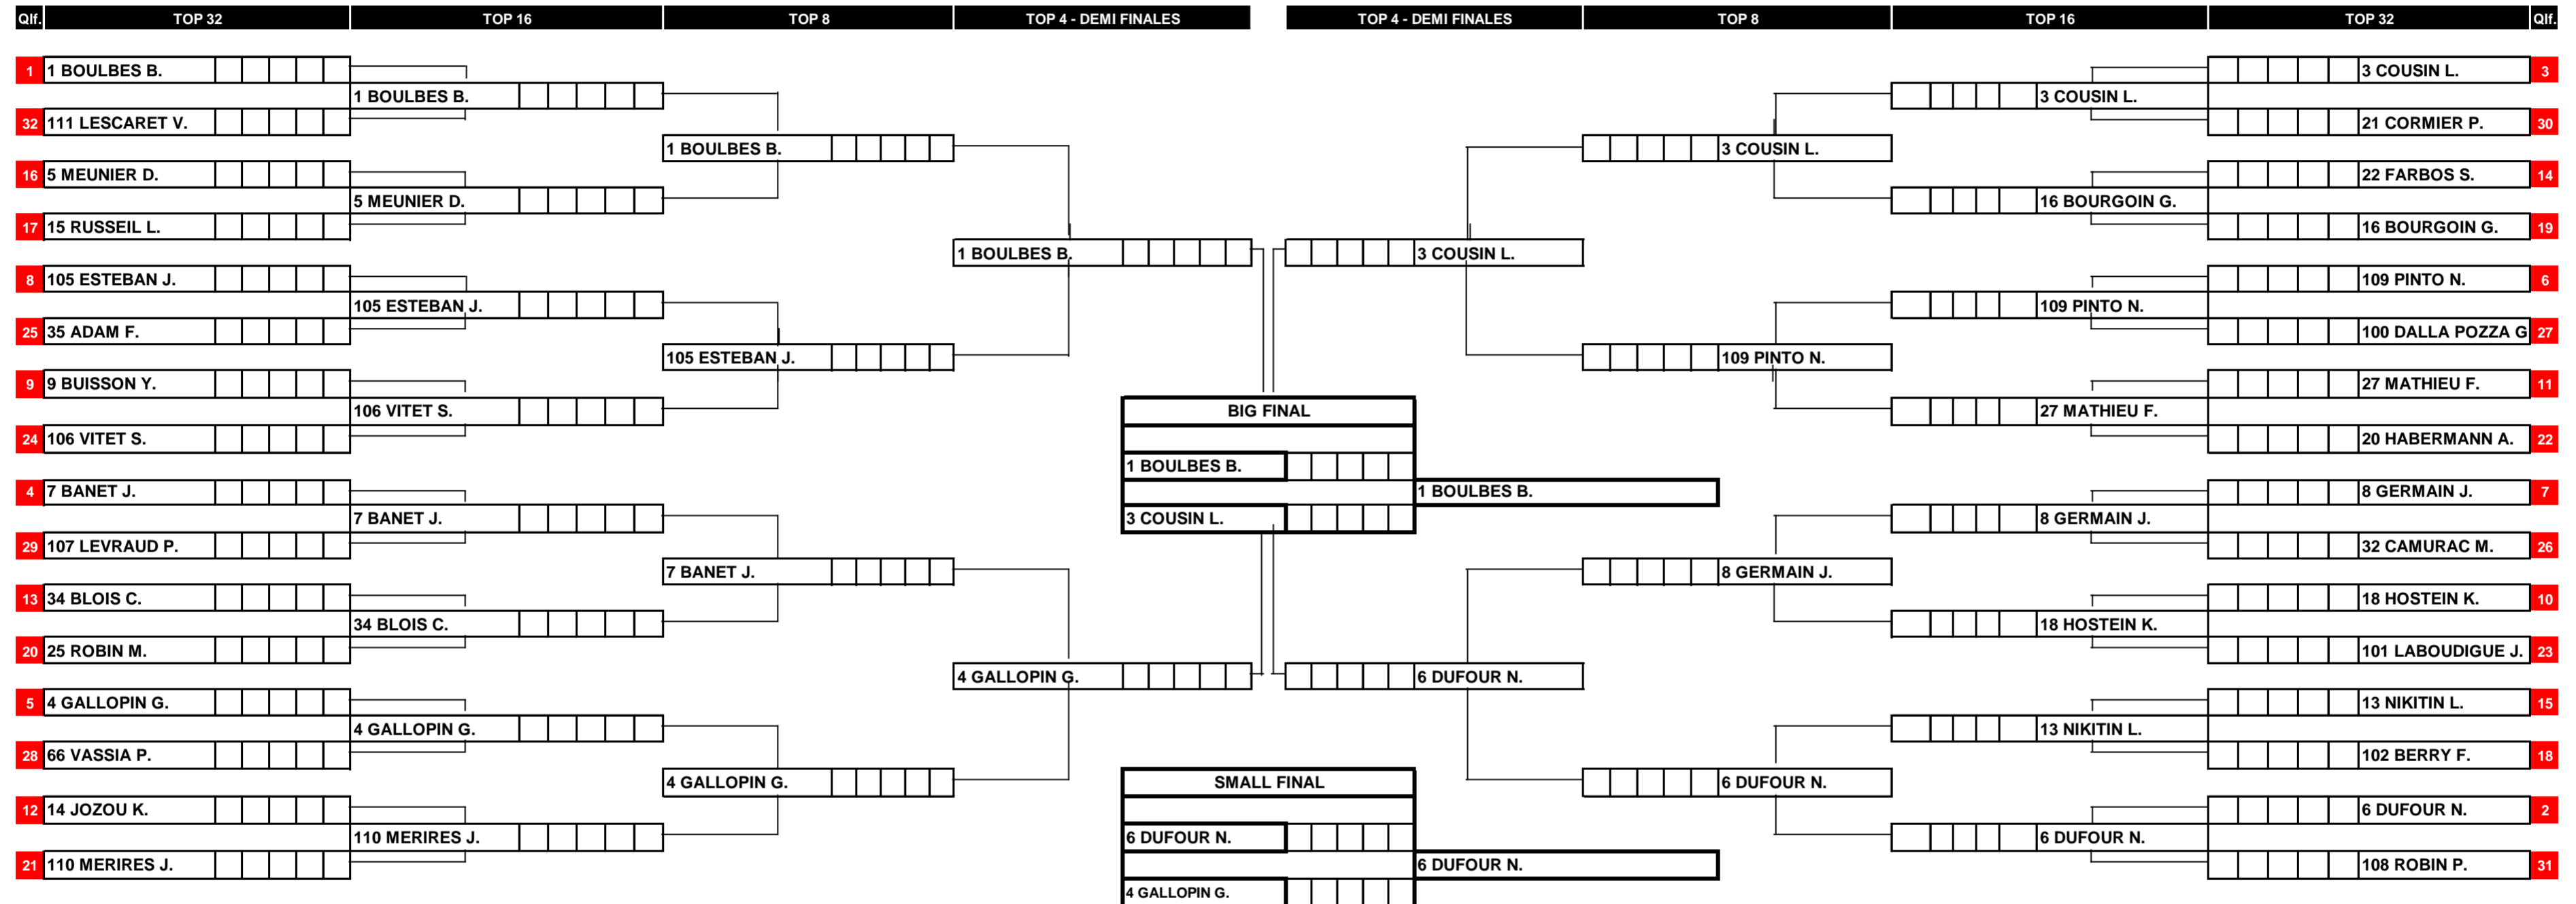 Qlf. TOP 32 TOP 16 TOP 8 TOP 4 - DEMI FINALES TOP 4 - DEMI FINALES TOP 8 TOP 16 TOP 32 Qlf.
1 1 BOULBES B. 3 COUSIN L. 3
1 BOULBES B. 3 COUSIN L.
32 111 LESCARET V. 21 CORMIER P. 30
1 BOULBES B. 3 COUSIN L.
16 5 MEUNIER D. 22 FARBOS S. 14
5 MEUNIER D. 16 BOURGOIN G.
17 15 RUSSEIL L. 16 BOURGOIN G. 19
1 BOULBES B. 3 COUSIN L.
8 105 ESTEBAN J. 109 PINTO N. 6
105 ESTEBAN J. 109 PINTO N.
25 35 ADAM F. 100 DALLA POZZA G 27
105 ESTEBAN J. 109 PINTO N.
9 9 BUISSON Y. 27 MATHIEU F. 11
106 VITET S. BIG FINAL 27 MATHIEU F.
24 106 VITET S. 20 HABERMANN A. 22
1 BOULBES B.
4 7 BANET J. 1 BOULBES B. 8 GERMAIN J. 7
7 BANET J. 3 COUSIN L. 8 GERMAIN J.
29 107 LEVRAUD P. 32 CAMURAC M. 26
7 BANET J. 8 GERMAIN J.
13 34 BLOIS C. 18 HOSTEIN K. 10
34 BLOIS C. 18 HOSTEIN K.
20 25 ROBIN M. 101 LABOUDIGUE J. 23
4 GALLOPIN G. 6 DUFOUR N.
5 4 GALLOPIN G. 13 NIKITIN L. 15
4 GALLOPIN G. 13 NIKITIN L.
28 66 VASSIA P. 102 BERRY F. 18
4 GALLOPIN G. SMALL FINAL 6 DUFOUR N.
12 14 JOZOU K. 6 DUFOUR N. 2
110 MERIRES J. 6 DUFOUR N. 6 DUFOUR N.
21 110 MERIRES J. 6 DUFOUR N. 108 ROBIN P. 31
4 GALLOPIN G.